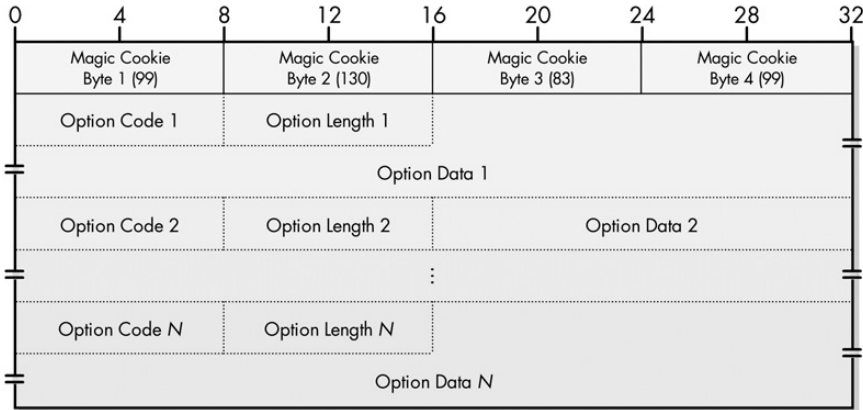 0 4 8 12 16 20 24 28 32
Magic Cookie Magic Cookie Magic Cookie Magic Cookie
Byte 1 (99) Byte 2 (130) Byte 3 (83) Byte 4 (99)
Option Code 1 Option Length 1
Option Data 1
Option Code 2 Option Length 2 Option Data 2
⋮
Option Code N Option Length N
Option Data N